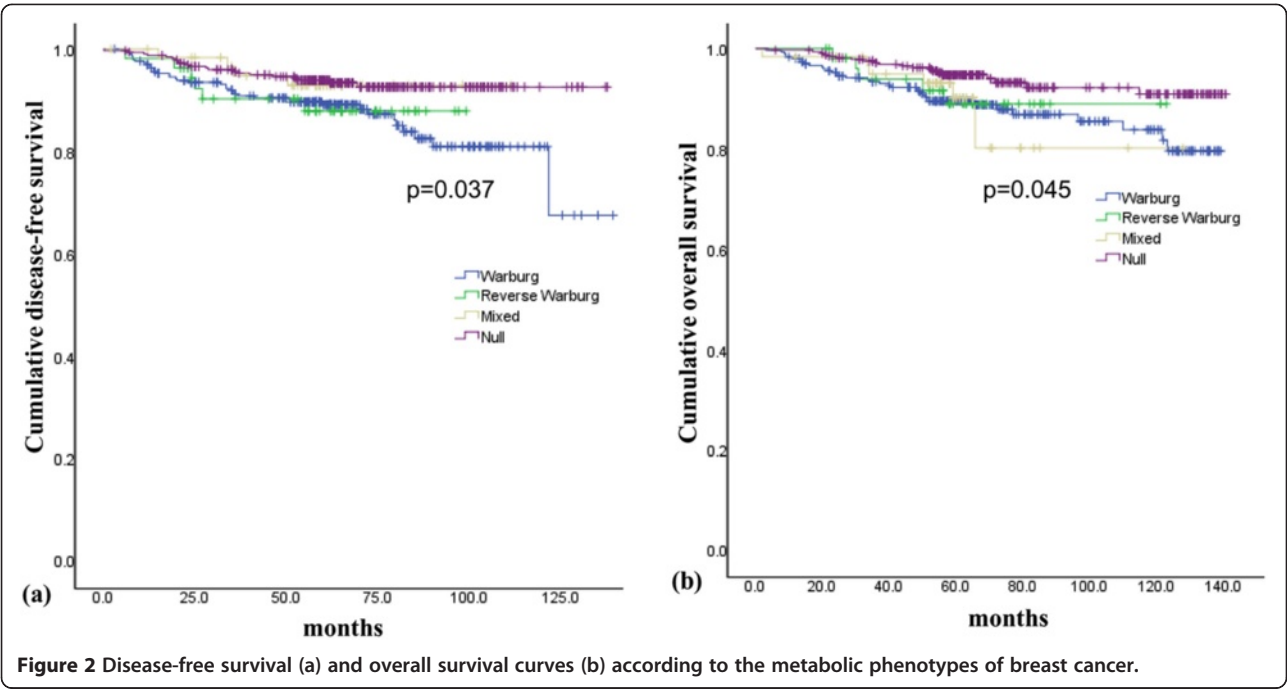 Cumulative disease-free survival
1.0
0.8
0.6
0.4
0.2
0.0
p=0.037
Warburg
Reverse Warburg
Mixed
Null
(a)
0.0 25.0 50.0 75.0 100.0 125.0
months
Cumulative overall survival
1.0
0.8
0.6
0.4
0.2
0.0
p=0.045
Warburg
Reverse Warburg
Mixed
Null
(b)
0.0 20.0 40.0 60.0 80.0 100.0 120.0 140.0
months
Figure 2 Disease-free survival (a) and overall survival curves (b) according to the metabolic phenotypes of breast cancer.